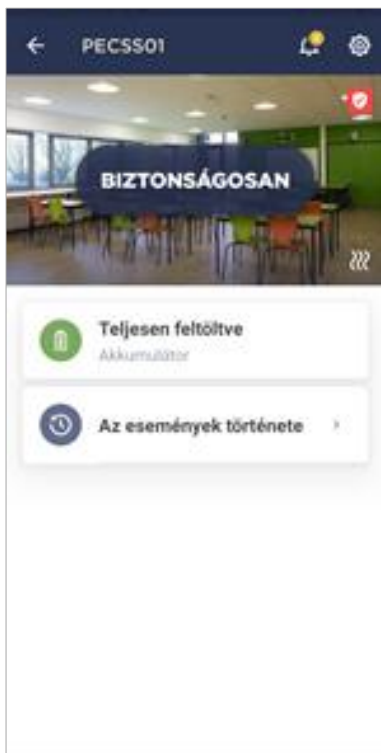 PECSS01
BIZTONSÁGOSAN
Teljesen feltöltve
Akkumulátor
Az események története